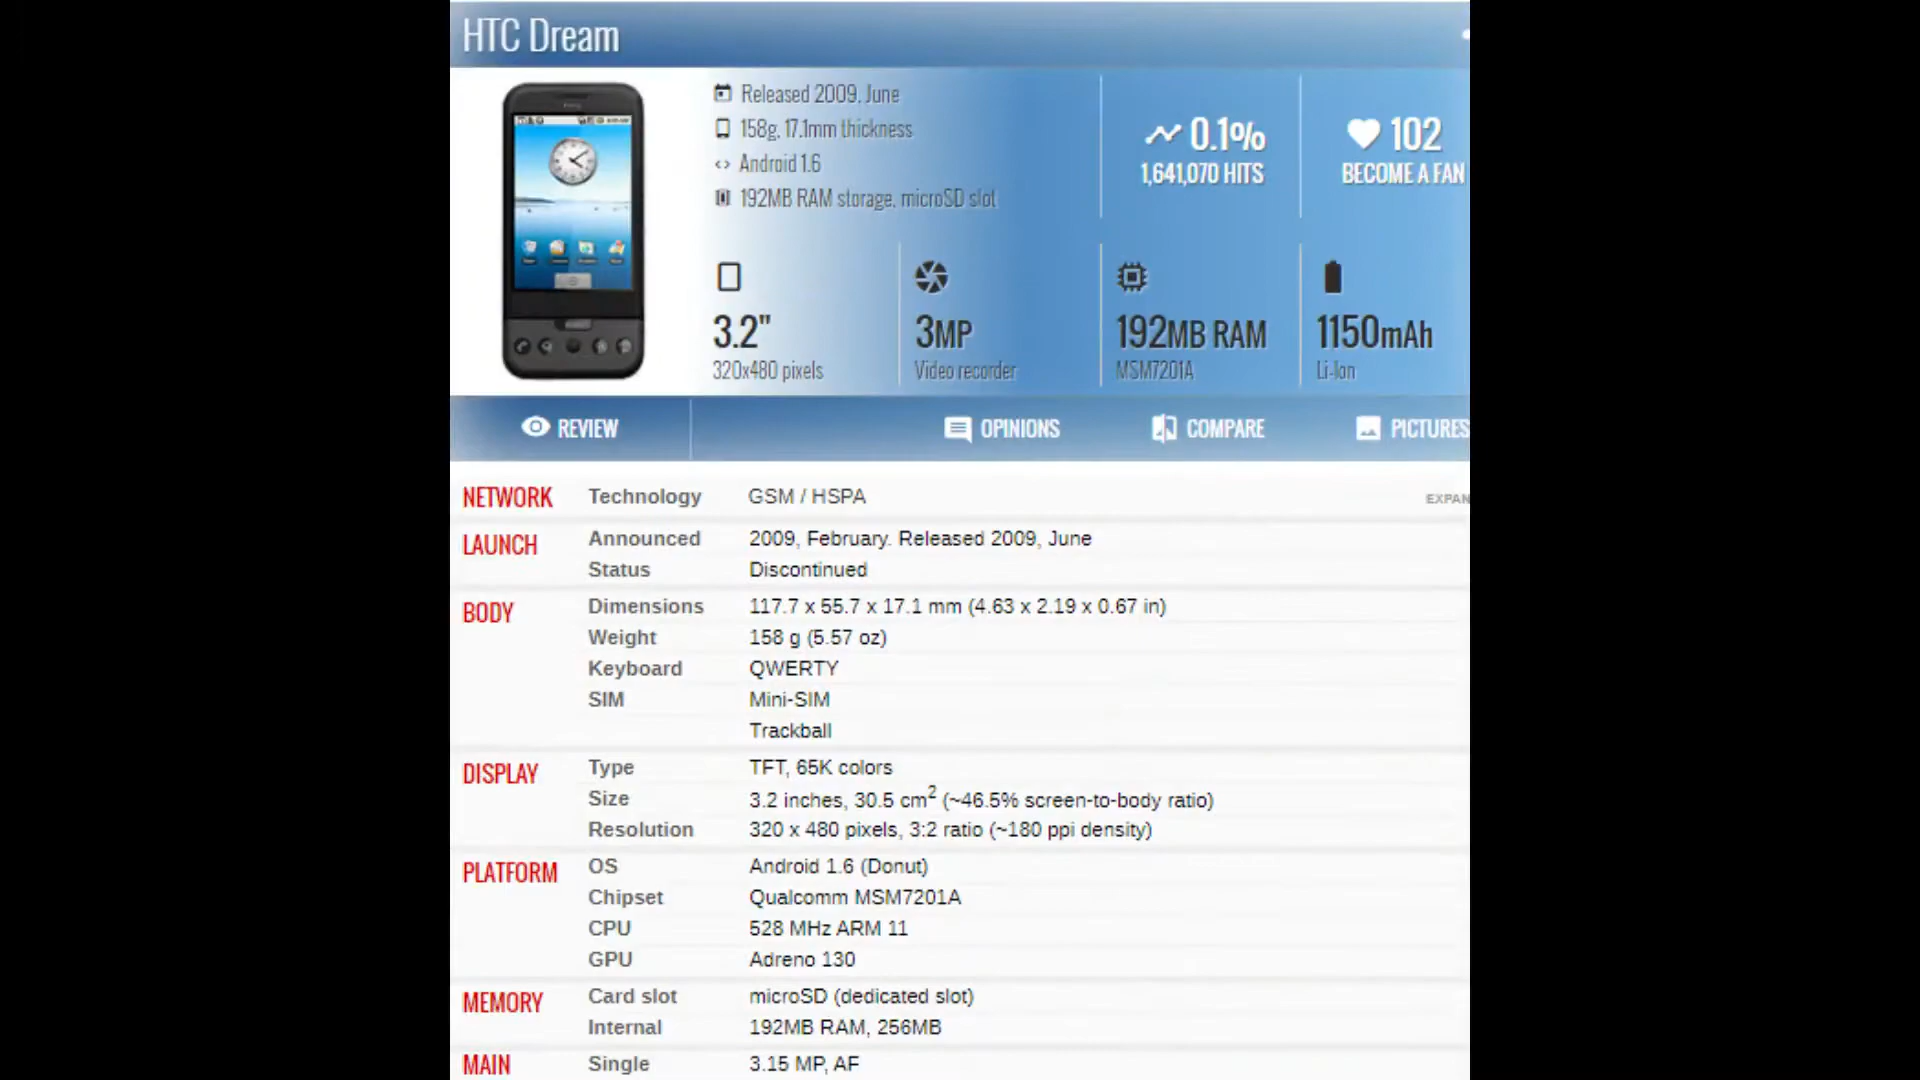 HTC Dream
Released 2009, June
158g, 17.1mm thickness
Android 1.6
192MB RAM storage, microSD slot
0.1%
1,641,070 HITS
102
BECOME A FAN
3.2"
320x480 pixels
3MP
Video recorder
192MB RAM
MSM7201A
1150mAh
Li-Ion
REVIEW
OPINIONS
COMPARE
PICTURES
NETWORK Technology GSM / HSPA EXPAN
LAUNCH Announced 2009, February. Released 2009, June
Status Discontinued
BODY Dimensions 117.7 x 55.7 x 17.1 mm (4.63 x 2.19 x 0.67 in)
Weight 158 g (5.57 oz)
Keyboard QWERTY
SIM Mini-SIM
Trackball
DISPLAY Type TFT, 65K colors
Size 3.2 inches, 30.5 cm2 (~46.5% screen-to-body ratio)
Resolution 320 x 480 pixels, 3:2 ratio (~180 ppi density)
PLATFORM OS Android 1.6 (Donut)
Chipset Qualcomm MSM7201A
CPU 528 MHz ARM 11
GPU Adreno 130
MEMORY Card slot microSD (dedicated slot)
Internal 192MB RAM, 256MB
MAIN Single 3.15 MP, AF